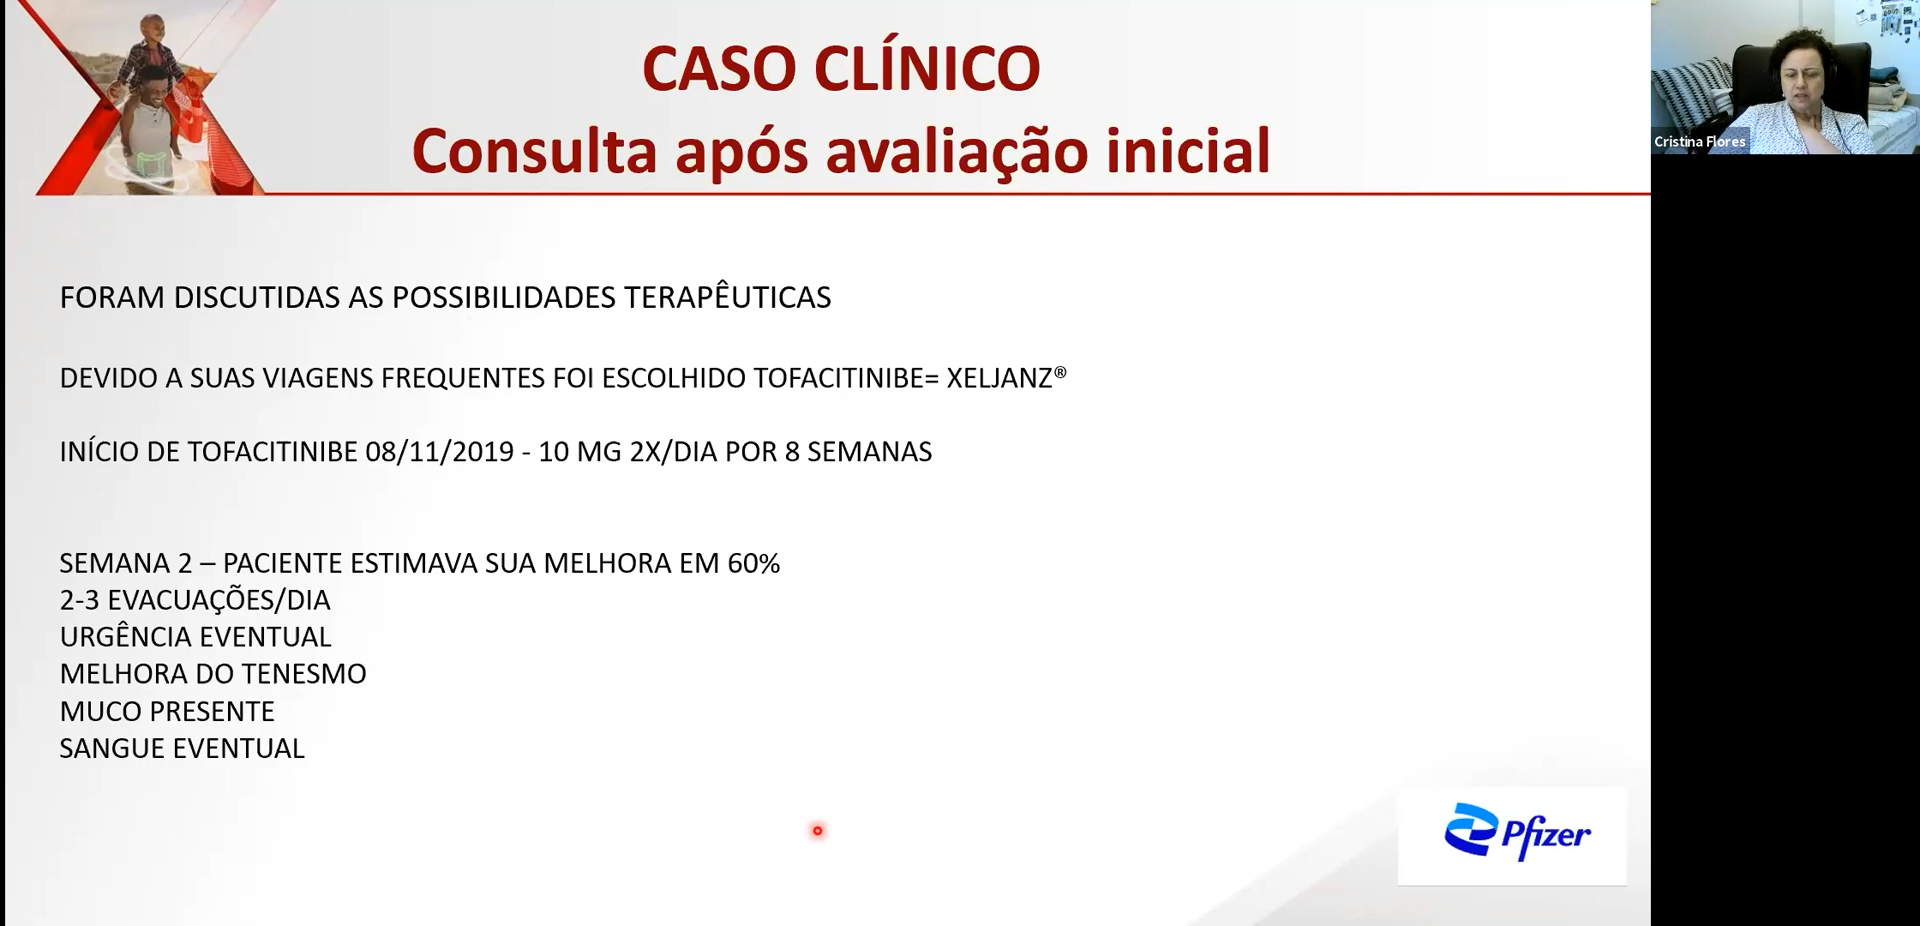 CASO CLÍNICO
Consulta após avaliação inicial
Cristina Flores
FORAM DISCUTIDAS AS POSSIBILIDADES TERAPÊUTICAS
DEVIDO A SUAS VIAGENS FREQUENTES FOI ESCOLHIDO TOFACITINIBE= XELJANZ®
INÍCIO DE TOFACITINIBE 08/11/2019 - 10 MG 2X/DIA POR 8 SEMANAS
SEMANA 2 – PACIENTE ESTIMAVA SUA MELHORA EM 60%
2-3 EVACUAÇÕES/DIA
URGÊNCIA EVENTUAL
MELHORA DO TENESMO
MUCO PRESENTE
SANGUE EVENTUAL
Pfizer